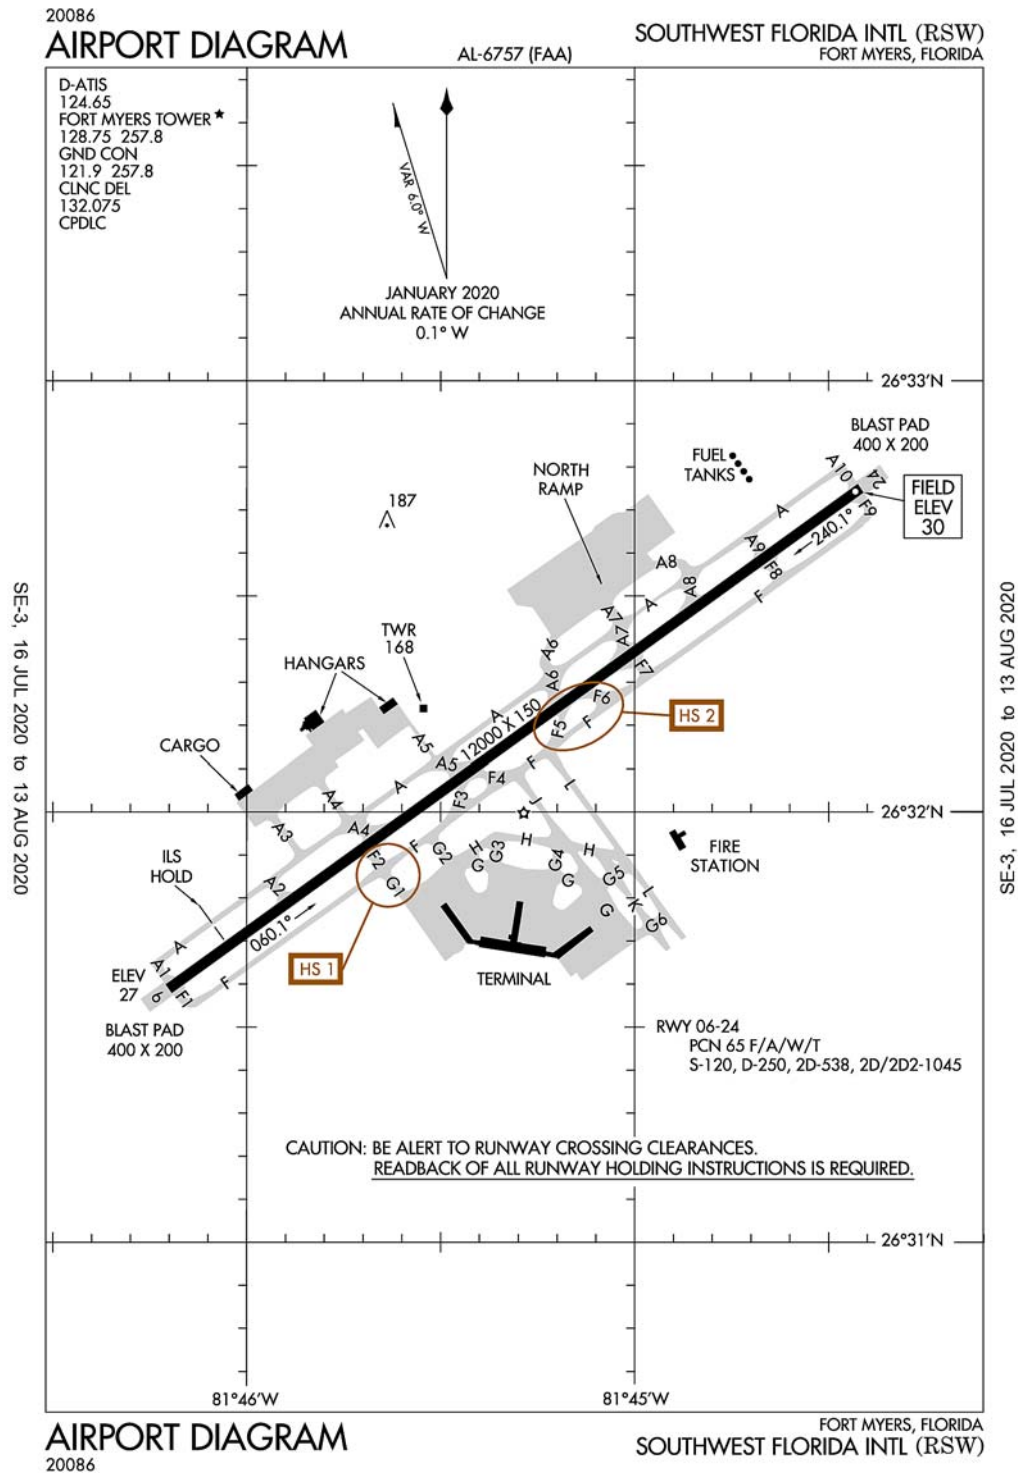 20086
AIRPORT DIAGRAM
AL-6757 (FAA)
SOUTHWEST FLORIDA INTL (RSW)
FORT MYERS, FLORIDA
D-ATIS
124.65
FORT MYERS TOWER★
128.75 257.8
GND CON
121.9 257.8
CLNC DEL
132.075
CPDLC
VAR 6.0° W
JANUARY 2020
ANNUAL RATE OF CHANGE
0.1° W
26°33'N
BLAST PAD
400 X 200
FUEL
TANKS
NORTH
RAMP
A10
24
FIELD
ELEV
30
187
A
F9
240.1°
A9
F8
A8
A8
F
A7
A
A7
TWR
168
A6
F7
HANGARS
A6
F6
HS 2
A
12000 X 150
F5
F
CARGO
A5
A5
F
F4
L
A
A4
F3
J
26°32'N
A3
A4
F
G2
H
G3
H
H
FIRE
STATION
ILS
HOLD
F2
G
G4
G
G5
A2
G1
L
K
G
G6
060.1°
A
HS 1
TERMINAL
A1
ELEV
27
6
F1
F
BLAST PAD
400 X 200
RWY 06-24
PCN 65 F/A/W/T
S-120, D-250, 2D-538, 2D/2D2-1045
CAUTION: BE ALERT TO RUNWAY CROSSING CLEARANCES.
READBACK OF ALL RUNWAY HOLDING INSTRUCTIONS IS REQUIRED.
26°31'N
81°46'W
81°45'W
SE-3, 16 JUL 2020 to 13 AUG 2020
SE-3, 16 JUL 2020 to 13 AUG 2020
AIRPORT DIAGRAM
20086
FORT MYERS, FLORIDA
SOUTHWEST FLORIDA INTL (RSW)